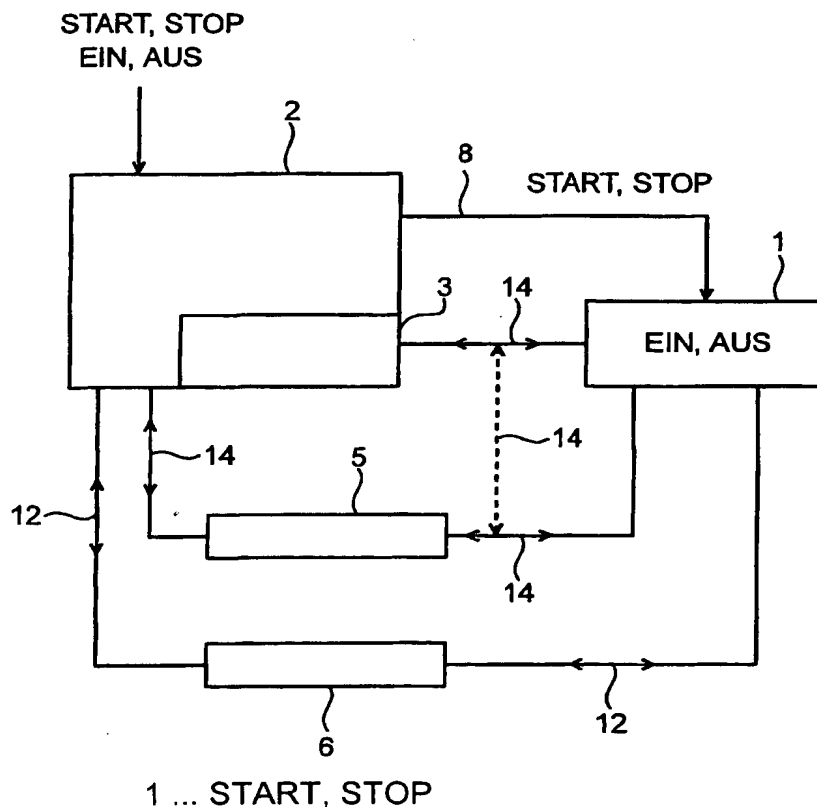 START, STOP
EIN, AUS
2
8
START, STOP
1
3
14
EIN, AUS
14
14
5
12
14
12
6
1 ... START, STOP